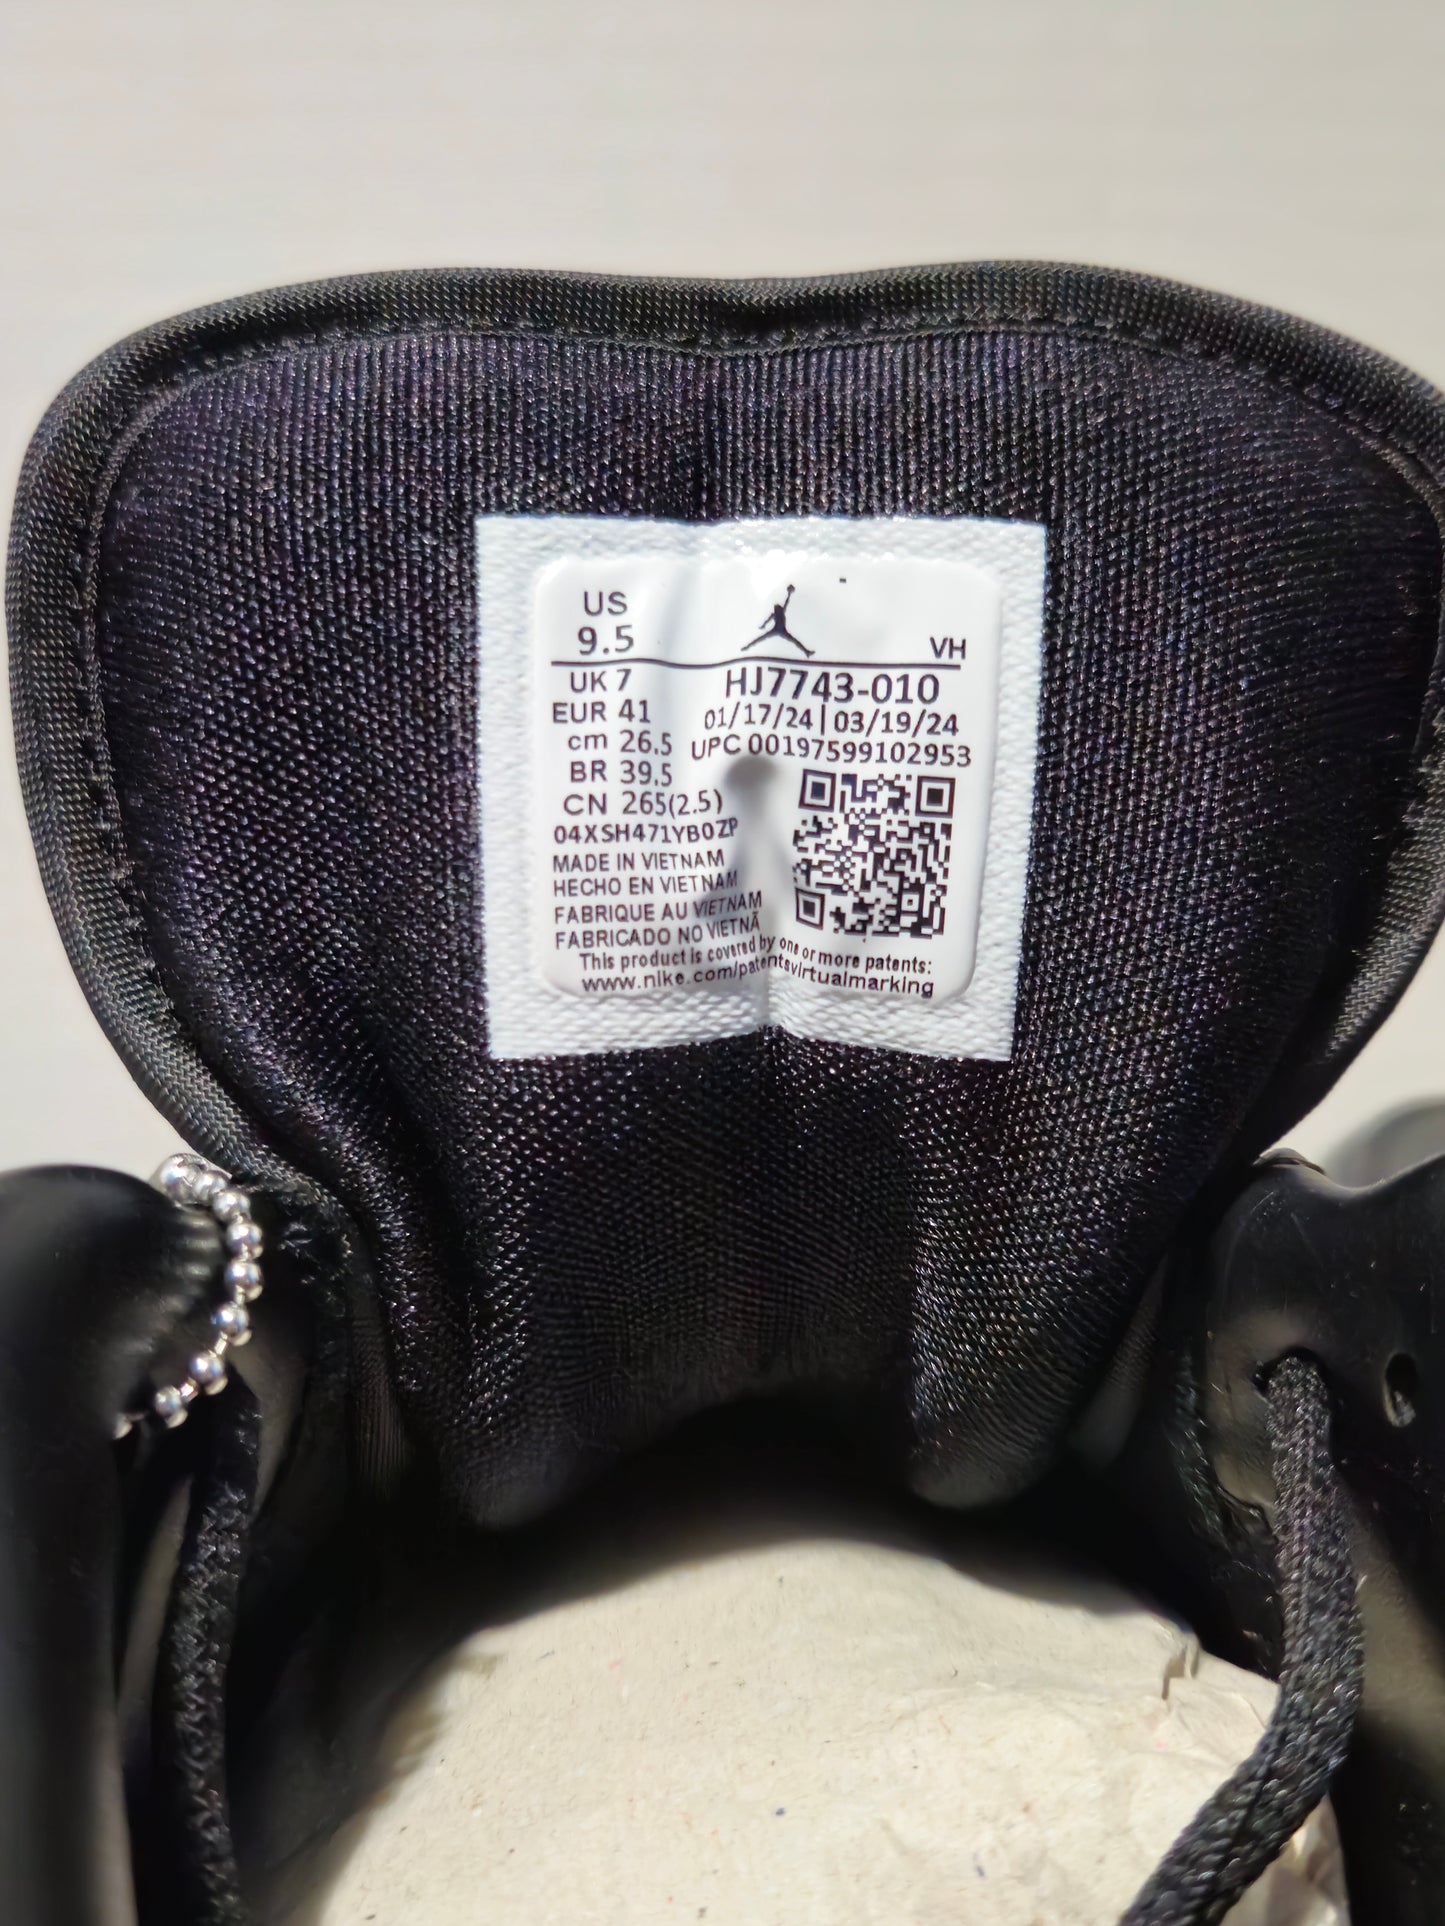 US
9.5
VH
UK 7
HJ7743-010
EUR 41
01/17/24 | 03/19/24
cm 26.5
UPC 00197599102953
BR 39.5
CN 265(2.5)
04XSH471YB0ZP
MADE IN VIETNAM
HECHO EN VIETNAM
FABRIQUE AU VIETNAM
FABRICADO NO VIETNÃ
This product is covered by one or more patents:
www.nike.com/patentsvirtualmarking